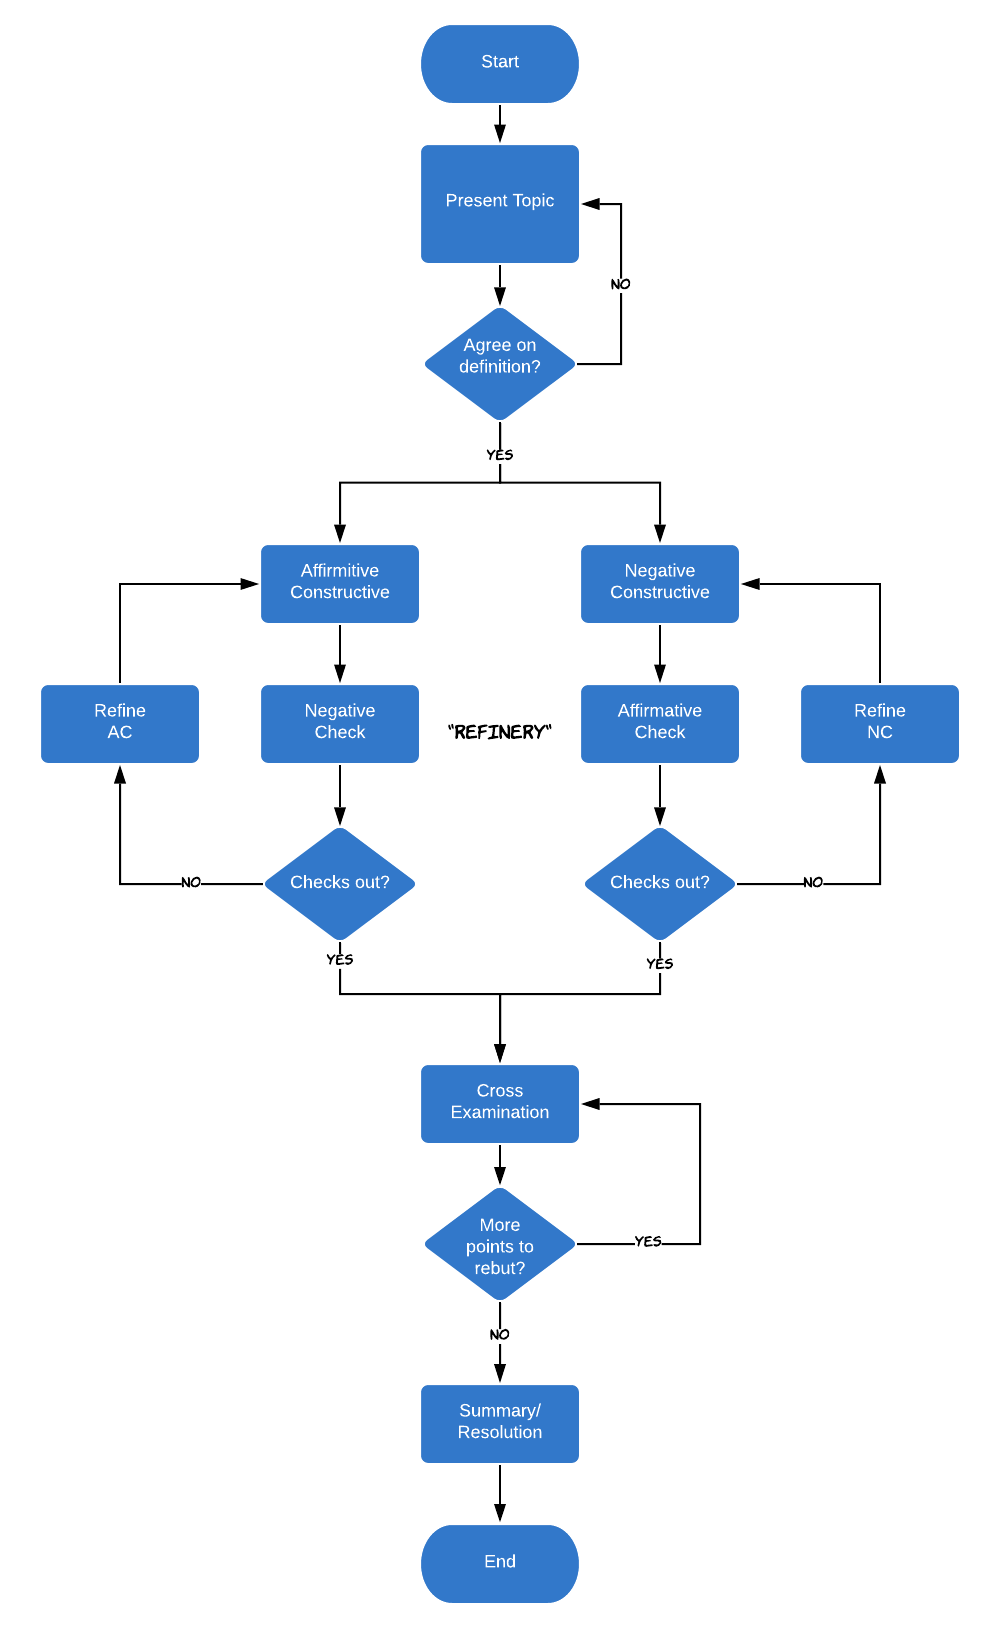 Start
Present Topic
NO
Agree on
definition?
YES
Affirmitive
Constructive
Negative
Constructive
Refine
AC
Negative
Check
"REFINERY"
Affirmative
Check
Refine
NC
NO
Checks out?
Checks out?
NO
YES
YES
Cross
Examination
More
points to
rebut?
YES
NO
Summary/
Resolution
End